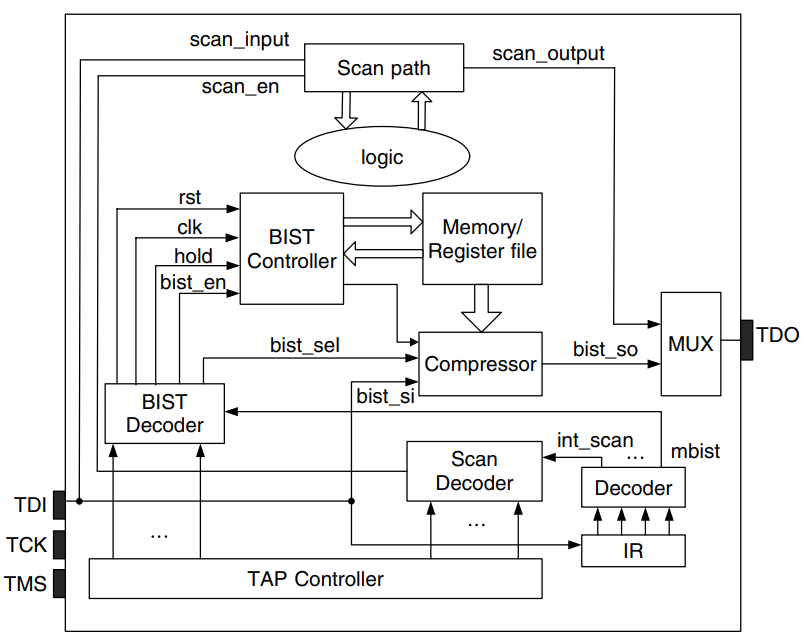 scan_input
Scan path
scan_output
scan_en
logic
rst
clk
hold
bist_en
BIST
Controller
Memory/
Register file
bist_sel
Compressor
bist_so
MUX
TDO
bist_si
BIST
Decoder
int_scan
...
mbist
Scan
Decoder
Decoder
TDI
TCK
TMS
...
...
IR
TAP Controller